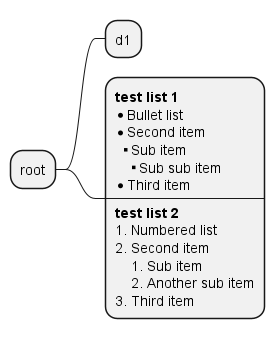 d1
root
test list 1
• Bullet list
• Second item
▪ Sub item
▪ Sub sub item
• Third item
test list 2
1. Numbered list
2. Second item
1. Sub item
2. Another sub item
3. Third item